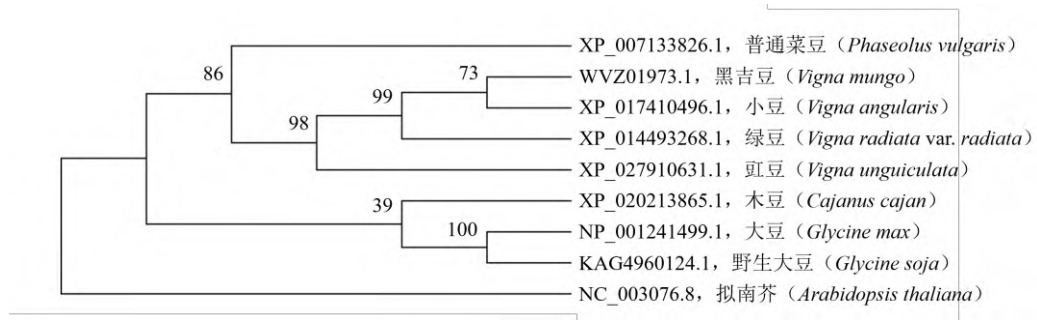 XP_007133826.1，普通菜豆（Phaseolus vulgaris）
86
73
WVZ01973.1，黑吉豆（Vigna mungo）
99
XP_017410496.1，小豆（Vigna angularis）
98
XP_014493268.1，绿豆（Vigna radiata var. radiata）
XP_027910631.1，豇豆（Vigna unguiculata）
39
XP_020213865.1，木豆（Cajanus cajan）
100
NP_001241499.1，大豆（Glycine max）
KAG4960124.1，野生大豆（Glycine soja）
NC_003076.8，拟南芥（Arabidopsis thaliana）